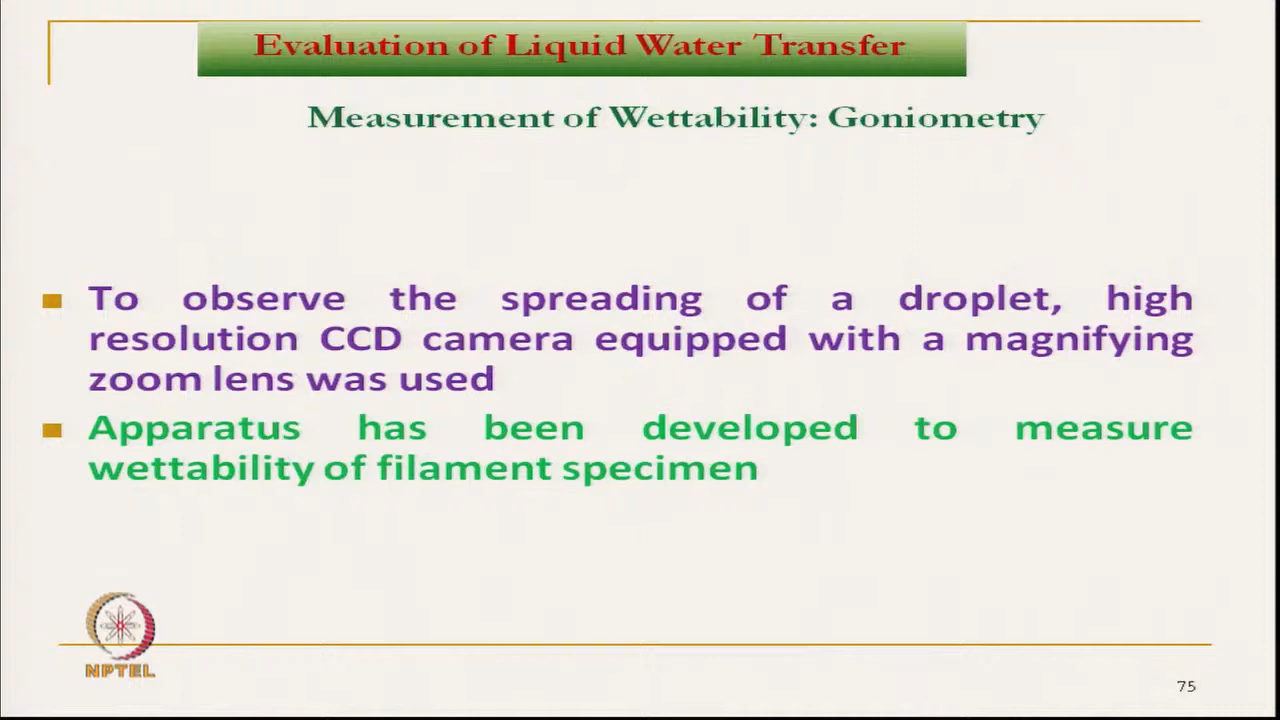 Evaluation of Liquid Water Transfer
Measurement of Wettability: Goniometry
To observe the spreading of a droplet, high
resolution CCD camera equipped with a magnifying
zoom lens was used
Apparatus has been developed to measure
wettability of filament specimen
NPTEL
75